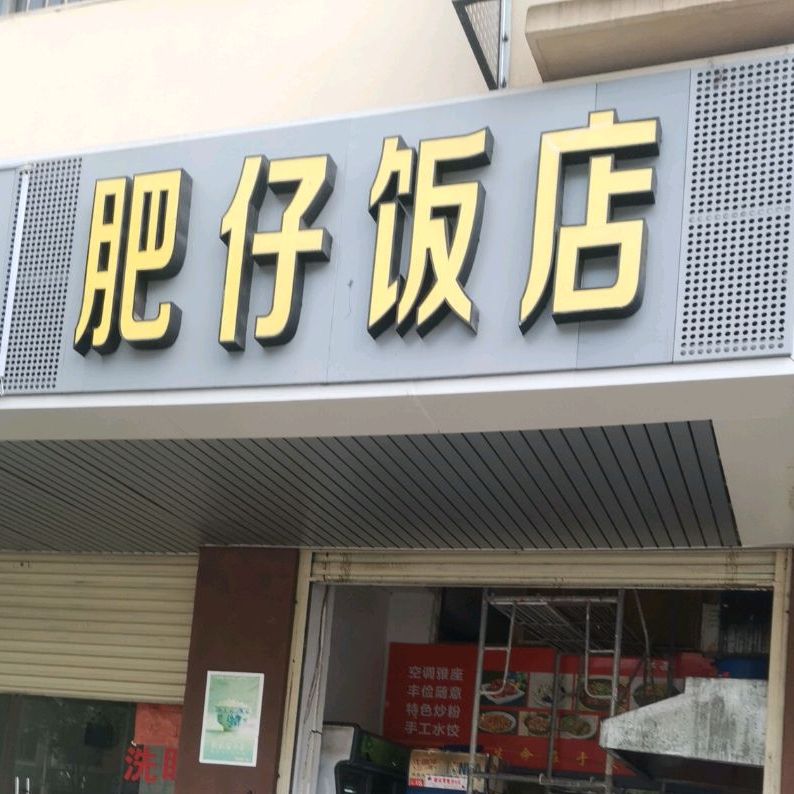 肥仔饭店
空调雅座
丰俭随意
特色炒粉
手工水饺
洗